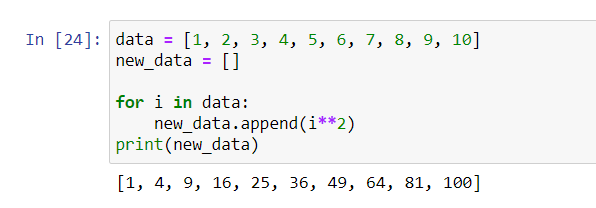 In [24]: data = [1, 2, 3, 4, 5, 6, 7, 8, 9, 10]
new_data = []
for i in data:
    new_data.append(i**2)
print(new_data)
[1, 4, 9, 16, 25, 36, 49, 64, 81, 100]